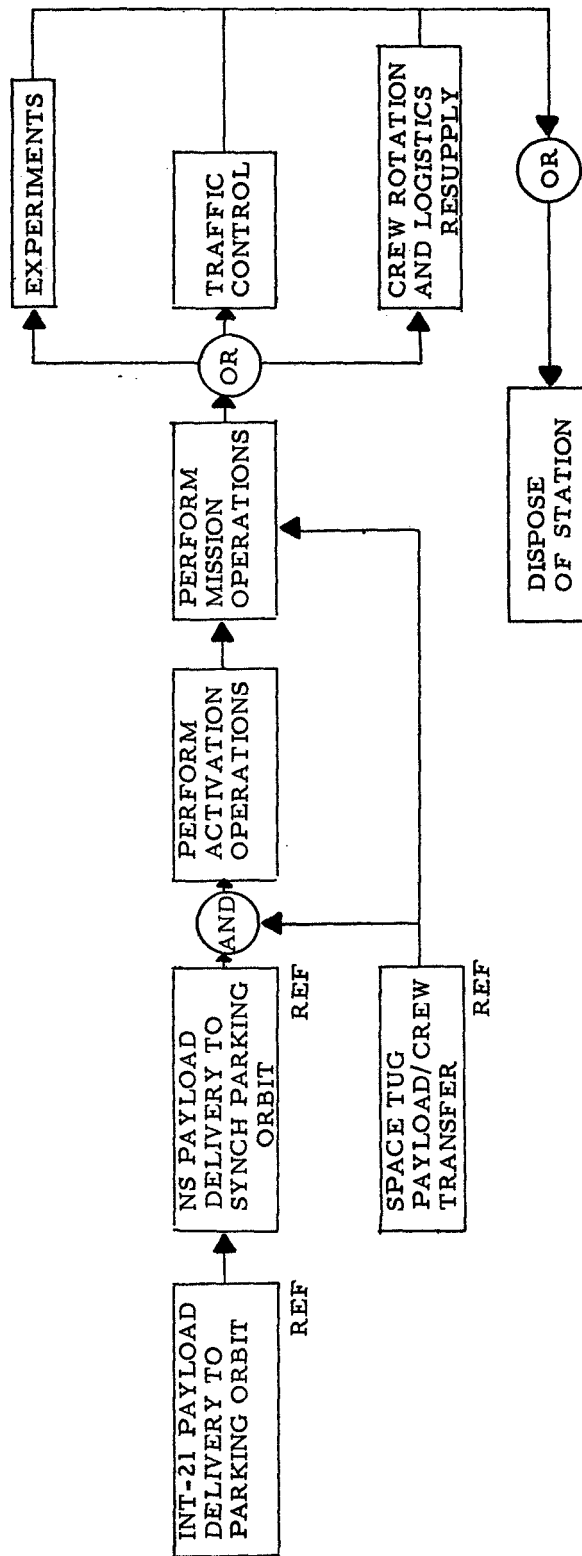 INT-21 PAYLOAD
DELIVERY TO
PARKING ORBIT
REF
NS PAYLOAD
DELIVERY TO
SYNCH PARKING
ORBIT
REF
SPACE TUG
PAYLOAD/CREW
TRANSFER
REF
AND
PERFORM
ACTIVATION
OPERATIONS
PERFORM
MISSION
OPERATIONS
OR
EXPERIMENTS
TRAFFIC
CONTROL
CREW ROTATION
AND LOGISTICS
RESUPPLY
OR
DISPOSE
OF STATION